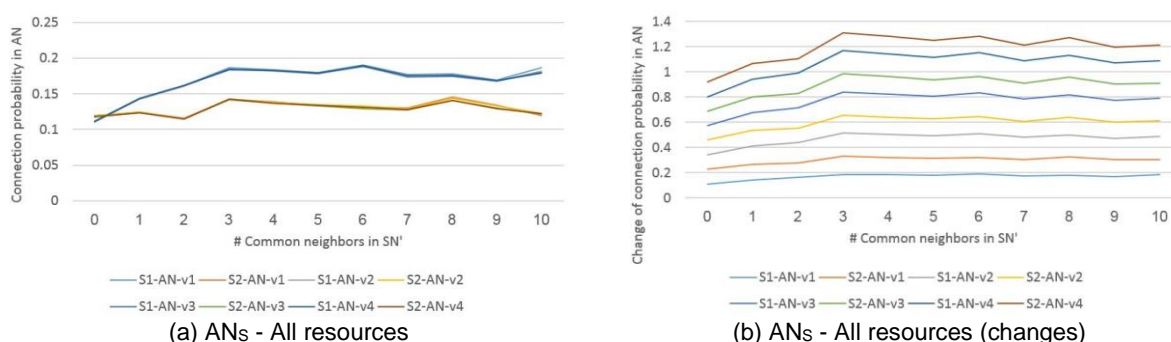 Connection probability in AN
0.25
0.2
0.15
0.1
0.05
0
0 1 2 3 4 5 6 7 8 9 10
# Common neighbors in SN'
S1-AN-v1 S2-AN-v1 S1-AN-v2 S2-AN-v2
S1-AN-v3 S2-AN-v3 S1-AN-v4 S2-AN-v4
(a) ANS - All resources
Change of connection probability in AN
1.4
1.2
1
0.8
0.6
0.4
0.2
0
0 1 2 3 4 5 6 7 8 9 10
# Common neighbors in SN'
S1-AN-v1 S2-AN-v1 S1-AN-v2 S2-AN-v2
S1-AN-v3 S2-AN-v3 S1-AN-v4 S2-AN-v4
(b) ANS - All resources (changes)